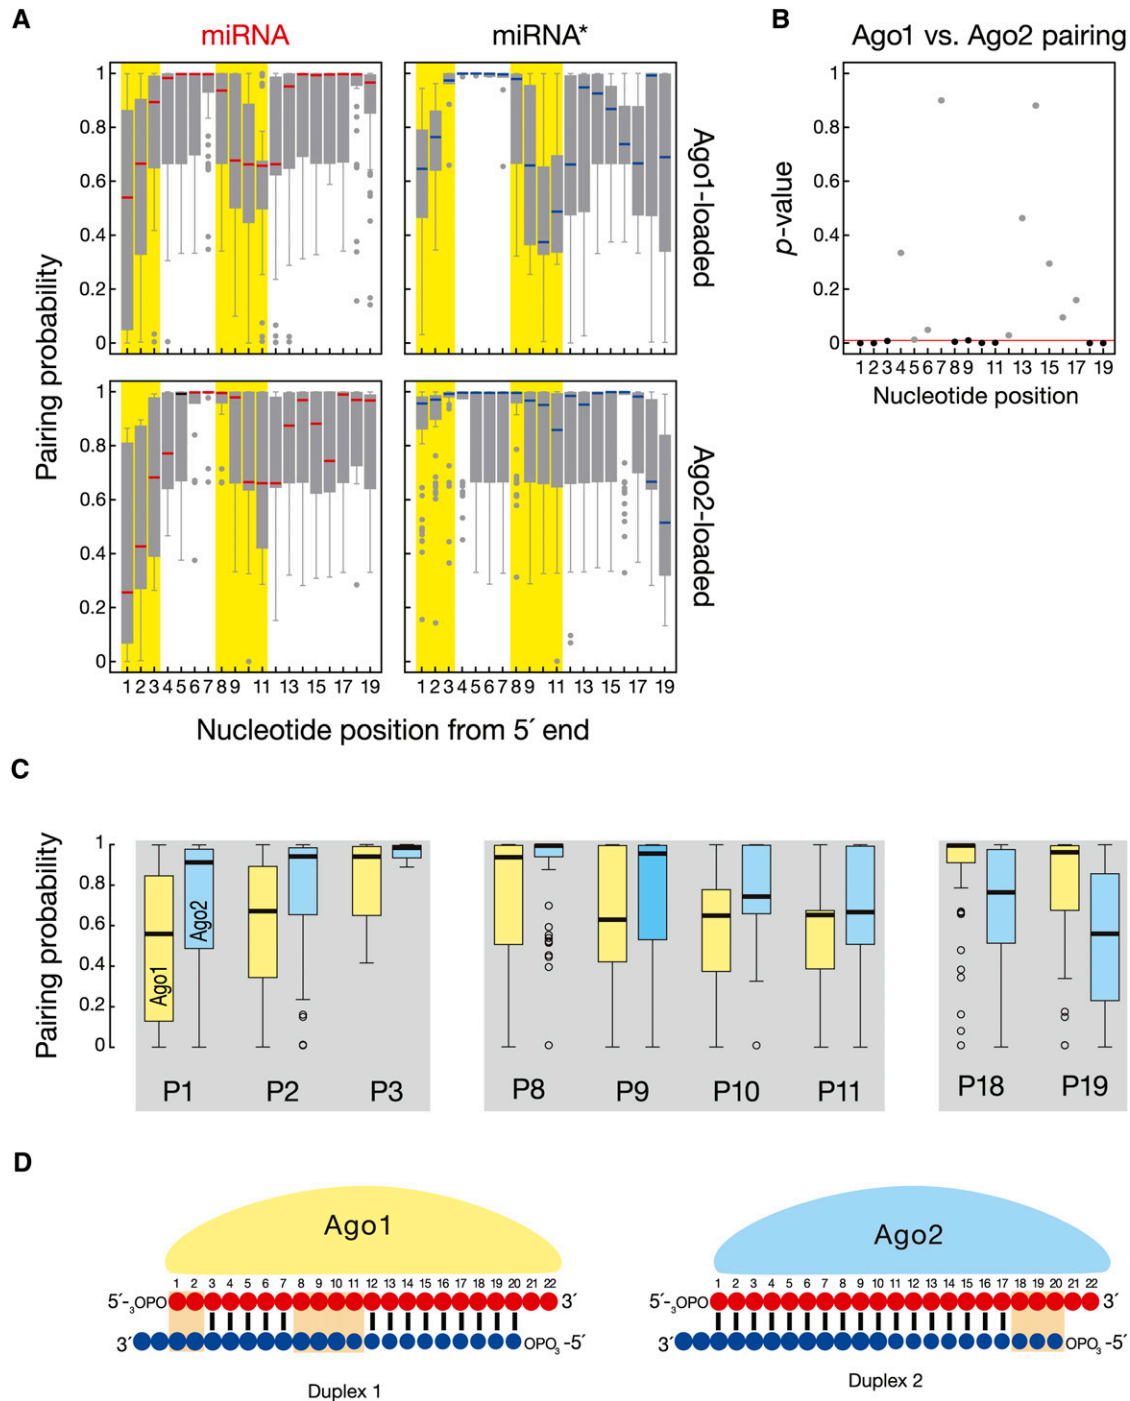 A
miRNA
miRNA*
Pairing probability
1
0.8
0.6
0.4
0.2
0
Ago1-loaded
1
0.8
0.6
0.4
0.2
0
Ago2-loaded
1 2 3 4 5 6 7 8 9 11 13 15 17 19
1 2 3 4 5 6 7 8 9 11 13 15 17 19
Nucleotide position from 5′ end
B
Ago1 vs. Ago2 pairing
p-value
1
0.8
0.6
0.4
0.2
0
1 2 3 4 5 6 7 8 9 11 13 15 17 19
Nucleotide position
C
Pairing probability
1
0.8
0.6
0.4
0.2
0
Ago1
Ago2
P1 P2 P3
P8 P9 P10 P11
P18 P19
D
Ago1
1 2 3 4 5 6 7 8 9 10 11 12 13 14 15 16 17 18 19 20 21 22
5′-₃OPO 3′
3′ OPO₃-5′
Duplex 1
Ago2
1 2 3 4 5 6 7 8 9 10 11 12 13 14 15 16 17 18 19 20 21 22
5′-₃OPO 3′
3′ OPO₃-5′
Duplex 2